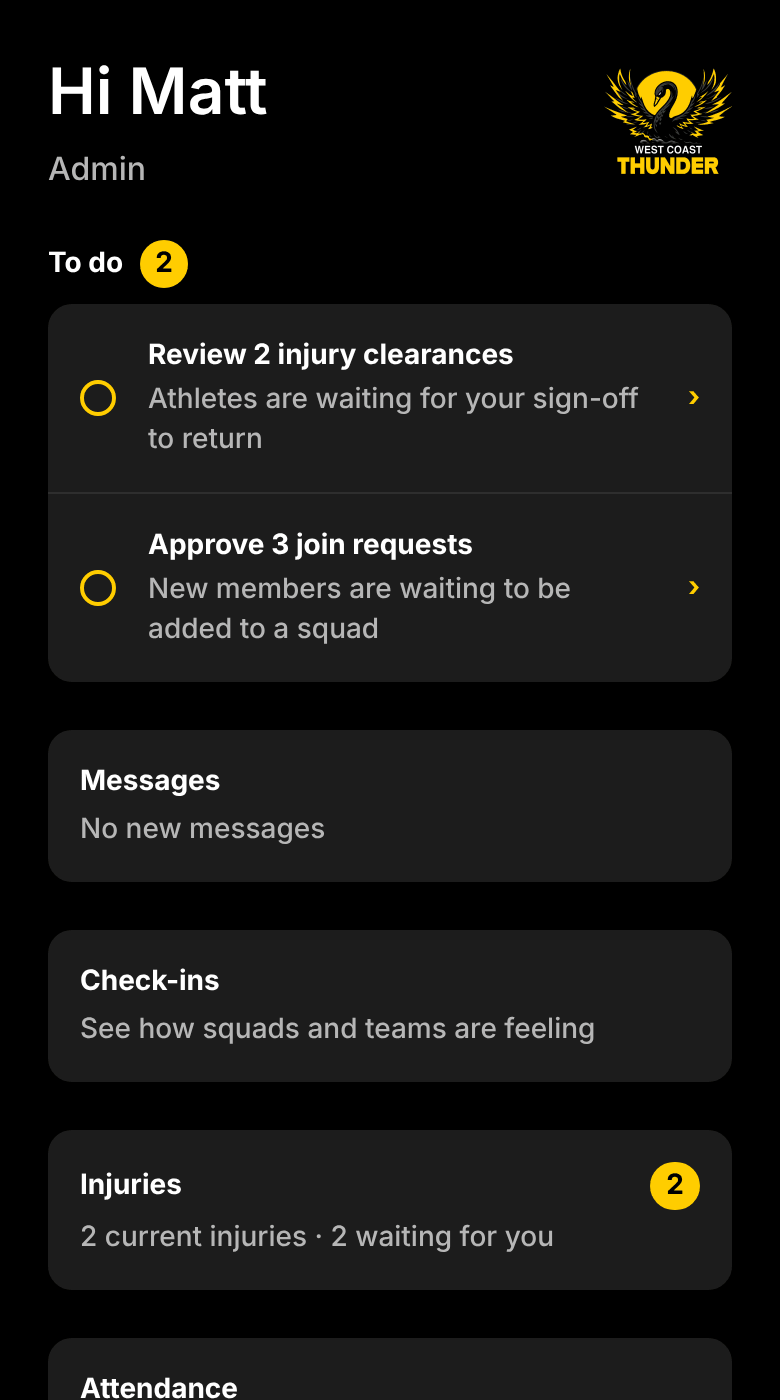 Hi Matt
Admin
WEST COAST
THUNDER
To do 2
Review 2 injury clearances
Athletes are waiting for your sign-off
to return
›
Approve 3 join requests
New members are waiting to be
added to a squad
›
Messages
No new messages
Check-ins
See how squads and teams are feeling
Injuries 2
2 current injuries · 2 waiting for you
Attendance